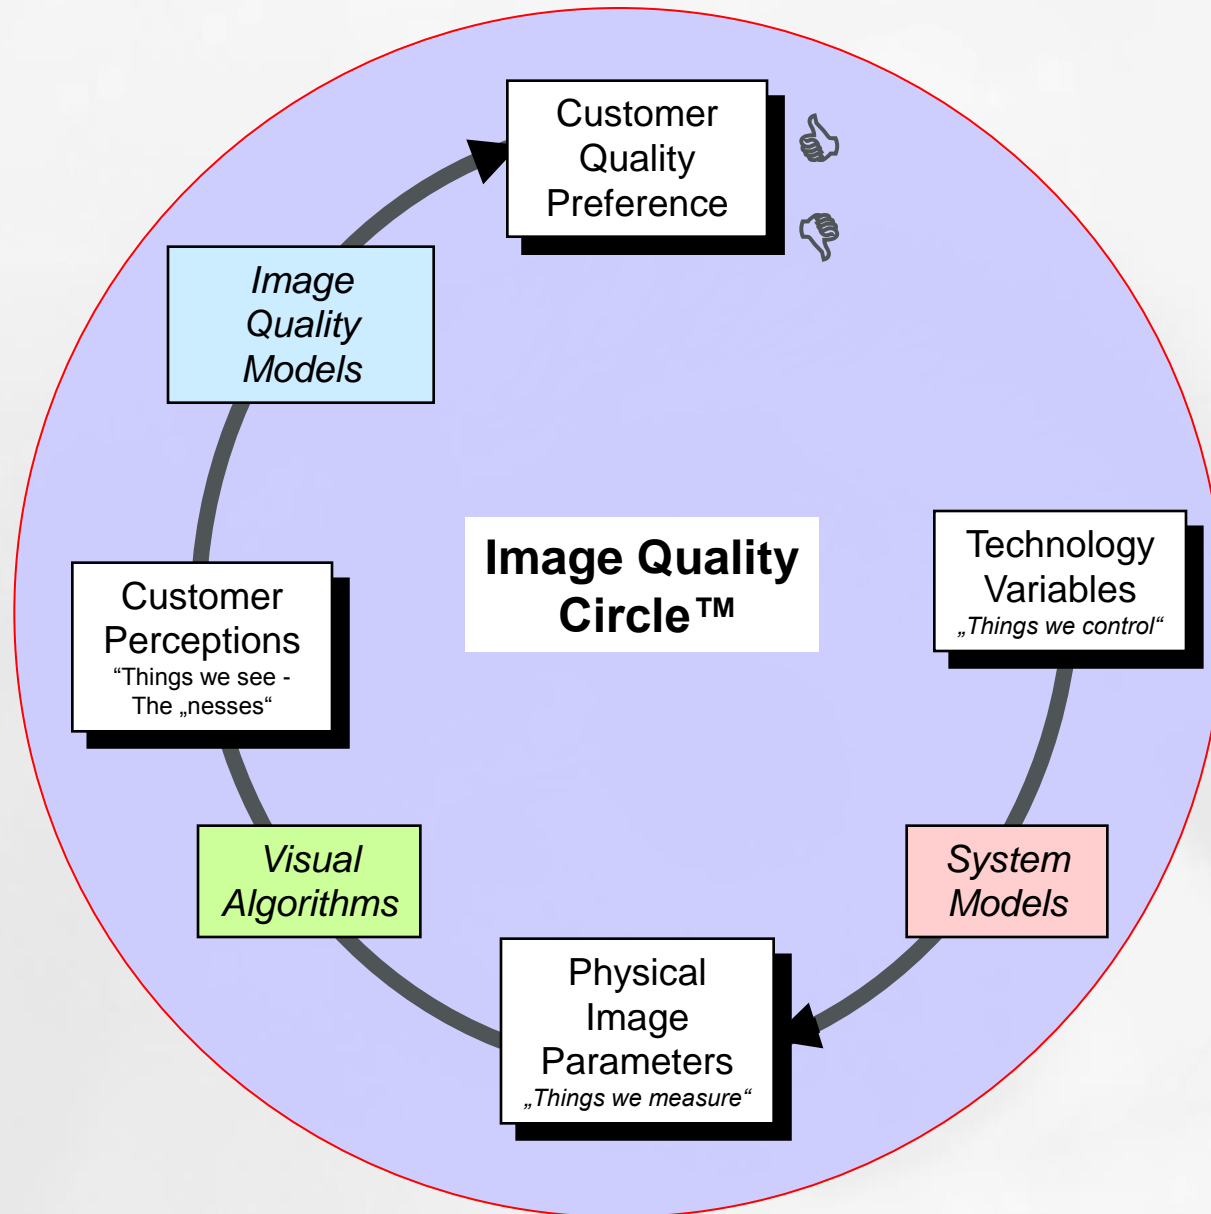 Customer
Quality
Preference
Image
Quality
Models
Image Quality
Circle™
Technology
Variables
„Things we control“
Customer
Perceptions
“Things we see -
The „nesses“
Visual
Algorithms
System
Models
Physical
Image
Parameters
„Things we measure“